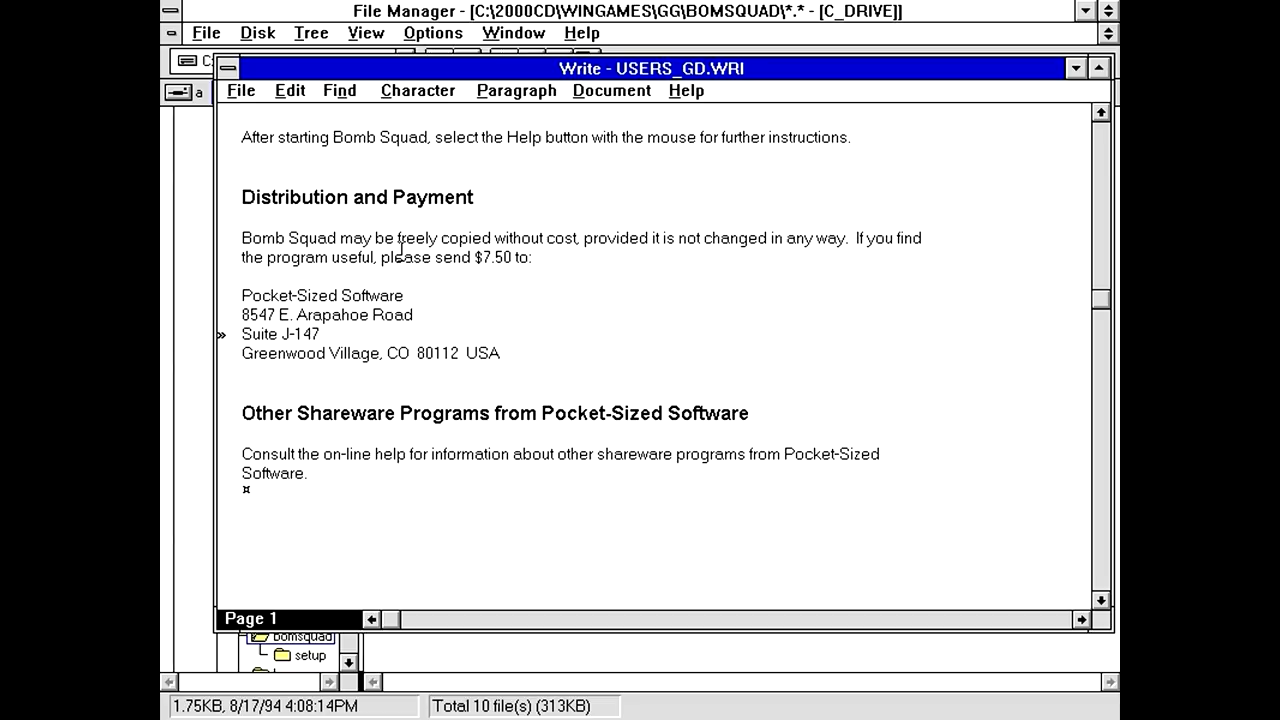 File Manager - [C:\2000CD\WINGAMES\GG\BOMSQUAD\*.* - [C_DRIVE]]
File Disk Tree View Options Window Help
C:
a
Write - USERS_GD.WRI
File Edit Find Character Paragraph Document Help
After starting Bomb Squad, select the Help button with the mouse for further instructions.
Distribution and Payment
Bomb Squad may be freely copied without cost, provided it is not changed in any way. If you find
the program useful, please send $7.50 to:
Pocket-Sized Software
8547 E. Arapahoe Road
» Suite J-147
Greenwood Village, CO 80112 USA
Other Shareware Programs from Pocket-Sized Software
Consult the on-line help for information about other shareware programs from Pocket-Sized
Software.
¤
Page 1
bomsquad
setup
1.75KB, 8/17/94 4:08:14PM
Total 10 file(s) (313KB)